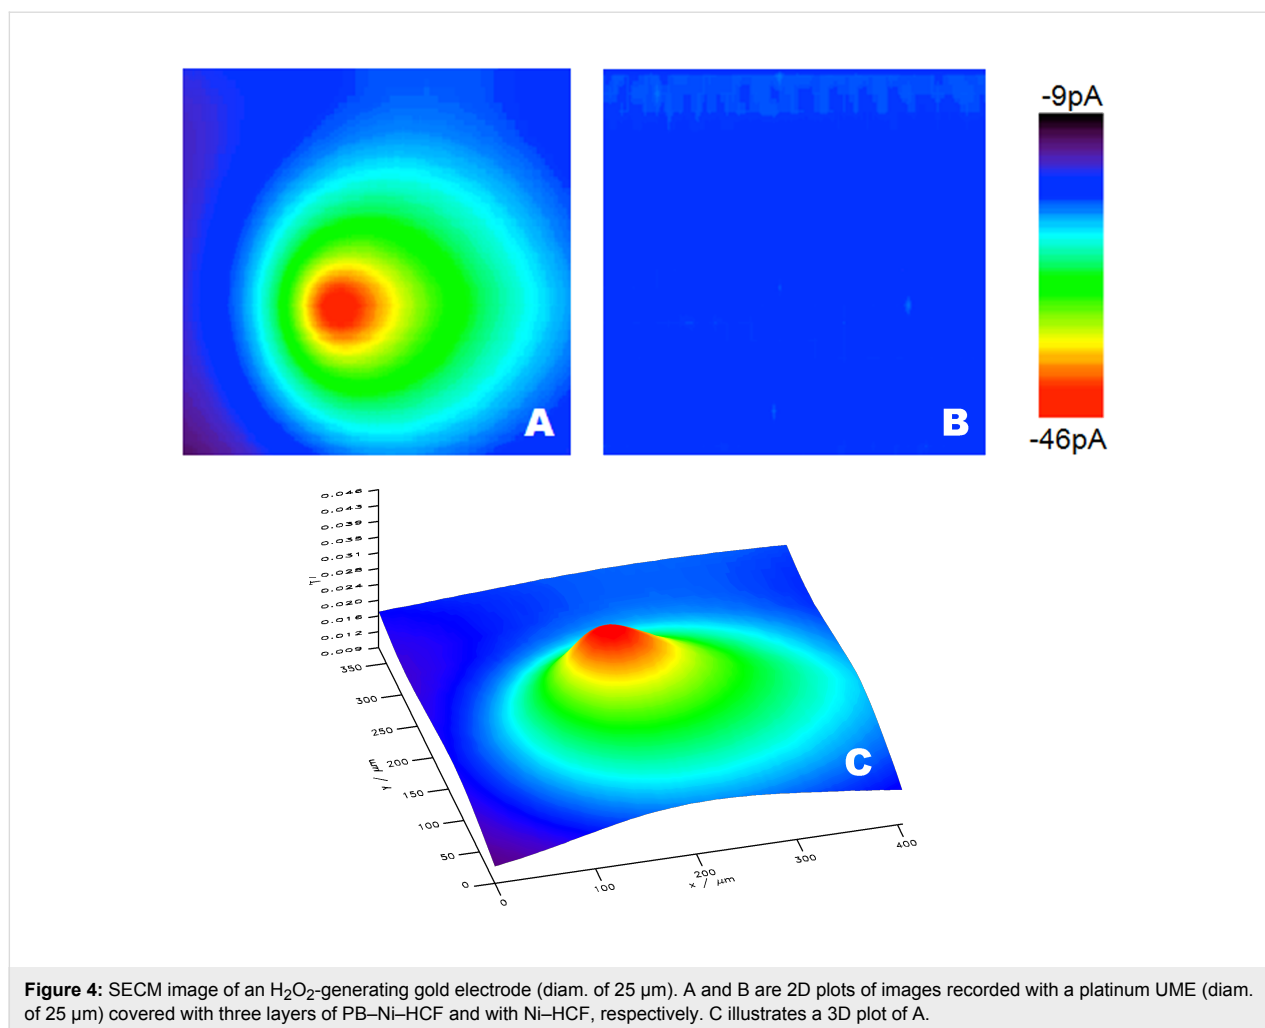 -9pA
A
B
-46pA
0.046
0.043
0.039
0.035
0.031
0.028
0.024
0.020
0.016
0.012
0.009
350
300
250
200
150
100
50
0
Y / µm
C
0
100
200
300
400
x / µm
Figure 4: SECM image of an H2O2-generating gold electrode (diam. of 25 µm). A and B are 2D plots of images recorded with a platinum UME (diam.
of 25 µm) covered with three layers of PB–Ni–HCF and with Ni–HCF, respectively. C illustrates a 3D plot of A.